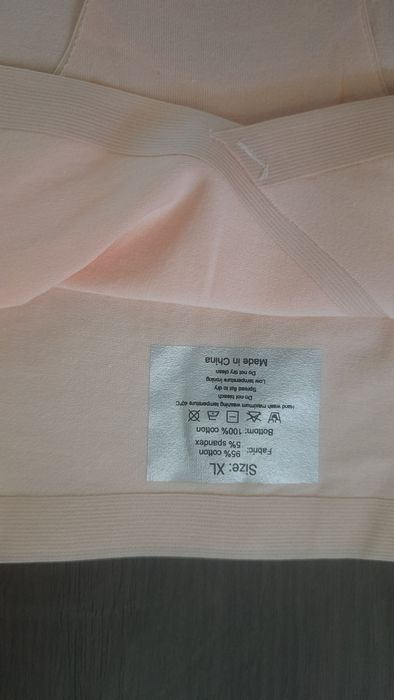 Size: XL
Fabric: 95% cotton
5% spandex
Bottom: 100% cotton
Hand wash maximum washing temperature 40°C
Do not bleach
Spread flat to dry
Low temperature ironing
Do not dry clean
Made in China